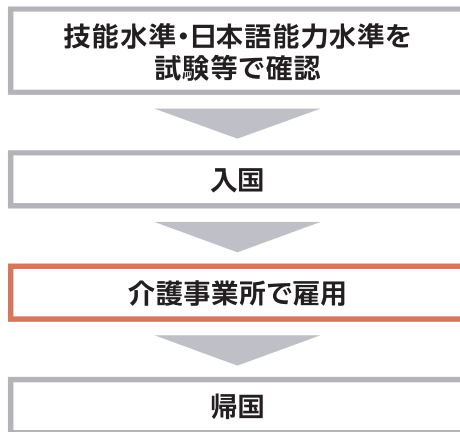 技能水準・日本語能力水準を
試験等で確認
入国
介護事業所で雇用
帰国